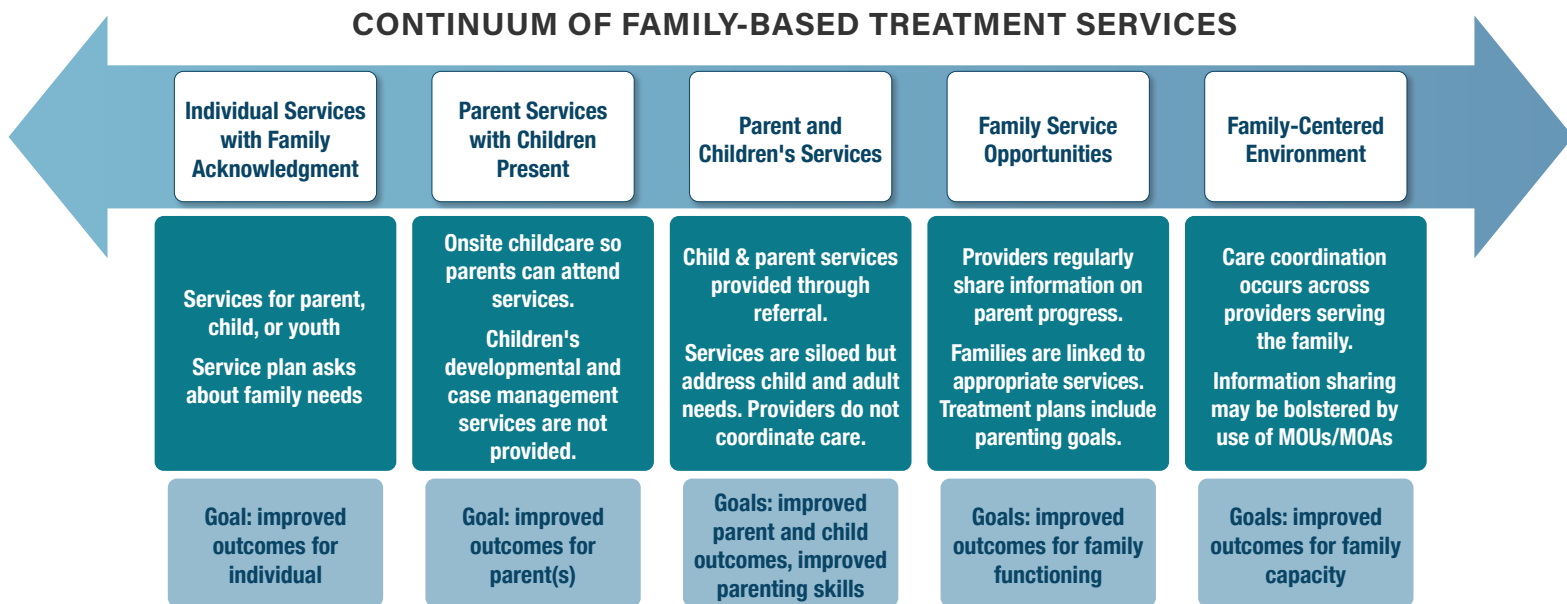 CONTINUUM OF FAMILY-BASED TREATMENT SERVICES
Individual Services
with Family
Acknowledgment
Parent Services
with Children
Present
Parent and
Children's Services
Family Service
Opportunities
Family-Centered
Environment
Services for parent,
child, or youth
Service plan asks
about family needs
Onsite childcare so
parents can attend
services.
Children's
developmental and
case management
services are not
provided.
Child & parent services
provided through
referral.
Services are siloed but
address child and adult
needs. Providers do not
coordinate care.
Providers regularly
share information on
parent progress.
Families are linked to
appropriate services.
Treatment plans include
parenting goals.
Care coordination
occurs across
providers serving
the family.
Information sharing
may be bolstered by
use of MOUs/MOAs
Goal: improved
outcomes for
individual
Goal: improved
outcomes for
parent(s)
Goals: improved
parent and child
outcomes, improved
parenting skills
Goals: improved
outcomes for family
functioning
Goals: improved
outcomes for family
capacity